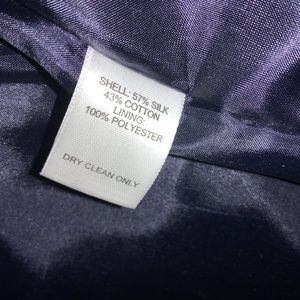 SHELL: 57% SILK
43% COTTON
LINING:
100% POLYESTER
DRY CLEAN ONLY